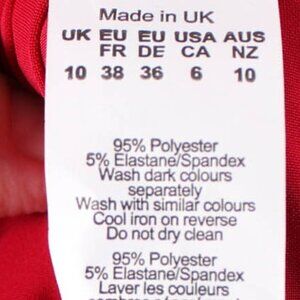 Made in UK
UK EU EU USA AUS
FR DE CA NZ
10 38 36 6 10
95% Polyester
5% Elastane/Spandex
Wash dark colours
separately
Wash with similar colours
Cool iron on reverse
Do not dry clean
95% Polyester
5% Elastane/Spandex
Laver les couleurs